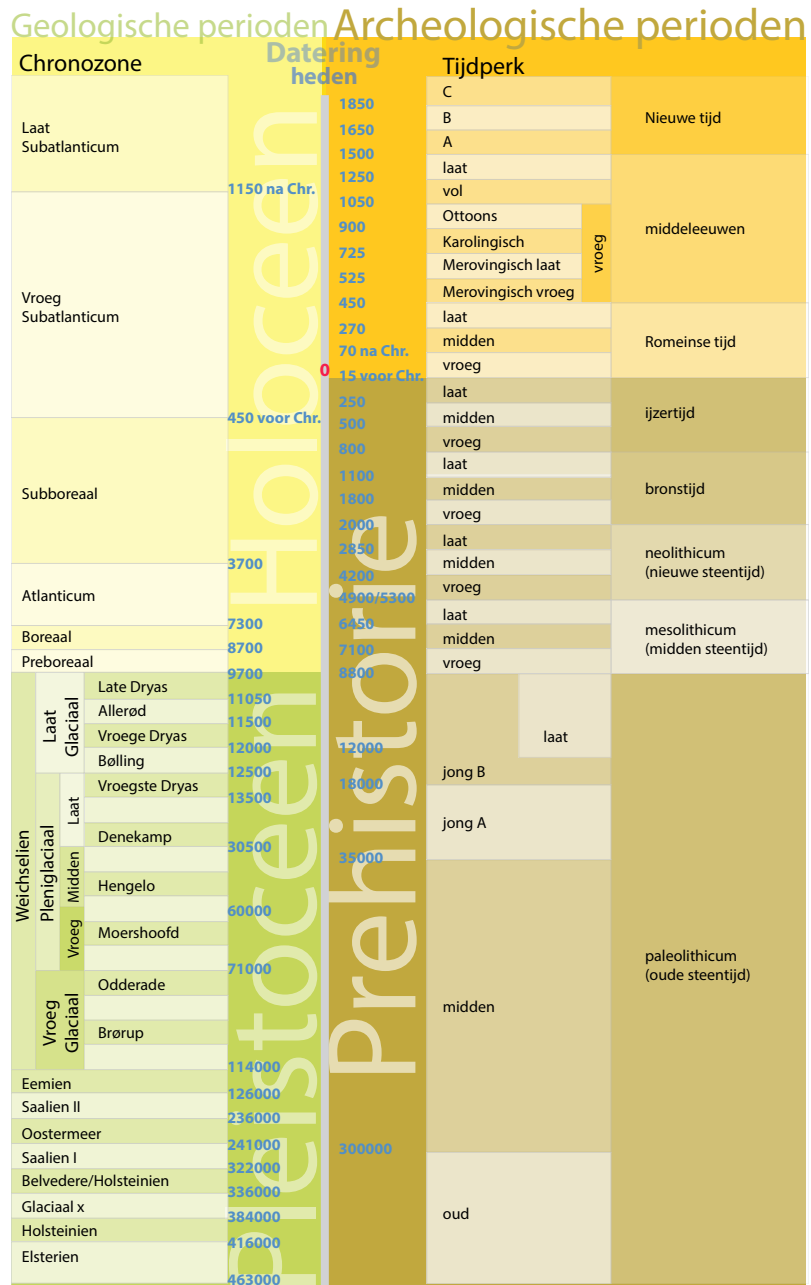 Geologische perioden
Archeologische perioden
Datering
heden
Chronozone
Laat
Subatlanticum
1150 na Chr.
Vroeg
Subatlanticum
450 voor Chr.
Subboreaal
3700
Atlanticum
7300
Boreaal
8700
Preboreaal
9700
Holoceen
Weichselien
Laat
Glaciaal
Late Dryas
11050
Allerød
11500
Vroege Dryas
12000
Bølling
12500
Pleniglaciaal
Laat
Vroegste Dryas
13500
Denekamp
30500
Midden
Hengelo
60000
Vroeg
Moershoofd
71000
Vroeg
Glaciaal
Odderade
Brørup
114000
Eemien
126000
Saalien II
236000
Oostermeer
241000
Saalien I
322000
Belvedere/Holsteinien
336000
Glaciaal x
384000
Holsteinien
416000
Elsterien
463000
Pleistoceen
Tijdperk
C
1850
B
1650
A
1500
Nieuwe tijd
laat
1250
vol
1050
Ottoons
900
Karolingisch
725
Merovingisch laat
525
Merovingisch vroeg
450
vroeg
middeleeuwen
laat
270
midden
70 na Chr.
vroeg
0
15 voor Chr.
Romeinse tijd
laat
250
midden
500
vroeg
800
ijzertijd
laat
1100
midden
1800
vroeg
2000
bronstijd
laat
2850
midden
4200
vroeg
4900/5300
neolithicum
(nieuwe steentijd)
laat
6450
midden
7100
vroeg
8800
mesolithicum
(midden steentijd)
laat
12000
jong B
18000
jong A
35000
midden
300000
oud
paleolithicum
(oude steentijd)
Prehistorie